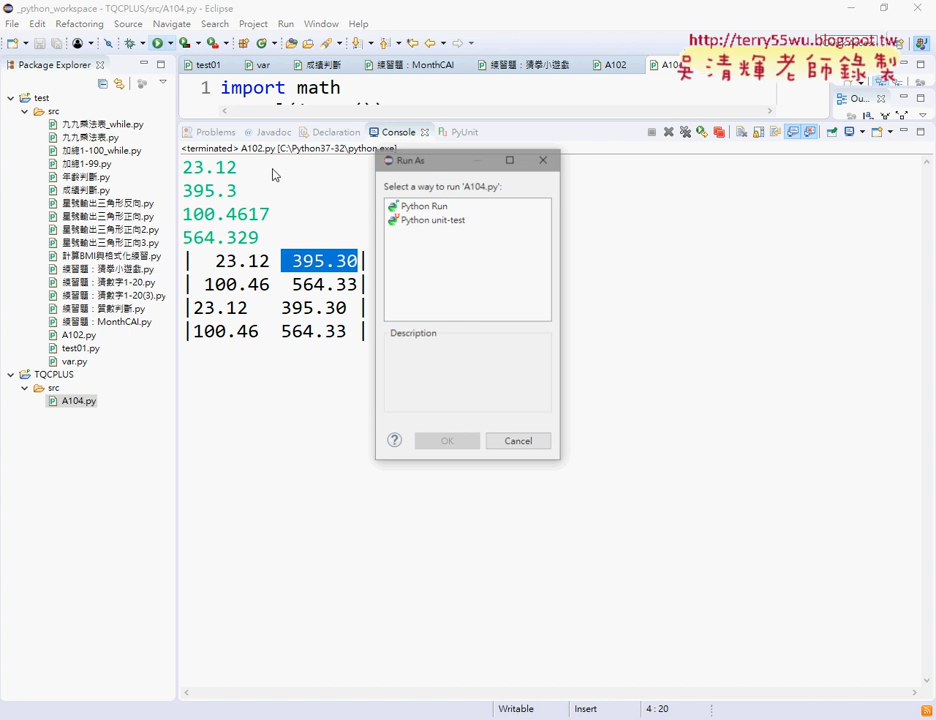 _python_workspace - TQCPLUS/src/A104.py - Eclipse
File Edit Refactoring Source Navigate Search Project Run Window Help
http://terry55wu.blogspot.tw
吳清輝老師錄製
Package Explorer
test01 var 成績判斷 練習題：MonthCAI 練習題：猜拳小遊戲 A102
1 import math
Ou...
Problems Javadoc Declaration Console PyUnit
<terminated> A102.py [C:\Python37-32\python.exe]
test
src
九九乘法表_while.py
九九乘法表.py
加總1-100_while.py
加總1-99.py
年齡判斷.py
成績判斷.py
星號輸出三角形反向.py
星號輸出三角形正向.py
星號輸出三角形正向2.py
星號輸出三角形正向3.py
計算BMI與格式化練習.py
練習題：猜拳小遊戲.py
練習題：猜數字1-20.py
練習題：猜數字1-20(3).py
練習題：質數判斷.py
練習題：MonthCAI.py
A102.py
test01.py
var.py
TQCPLUS
src
A104.py
23.12
395.3
100.4617
564.329
| 23.12 395.30|
| 100.46 564.33|
|23.12 395.30 |
|100.46 564.33 |
Run As
Select a way to run 'A104.py':
Python Run
Python unit-test
Description
OK Cancel
Writable Insert 4 : 20